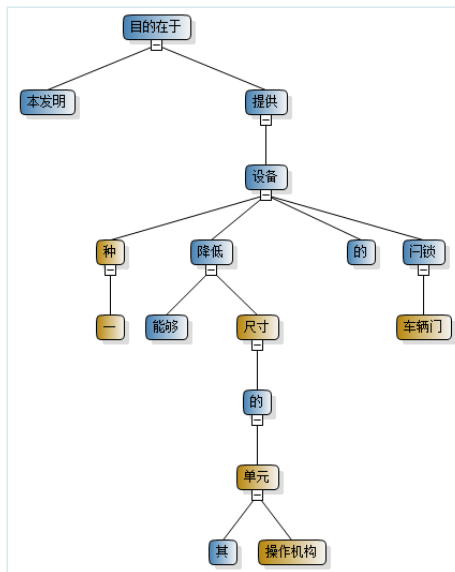 目的在于
本发明 提供
设备
种 降低 的 闩锁
一 能够 尺寸 车辆门
的
单元
其 操作机构